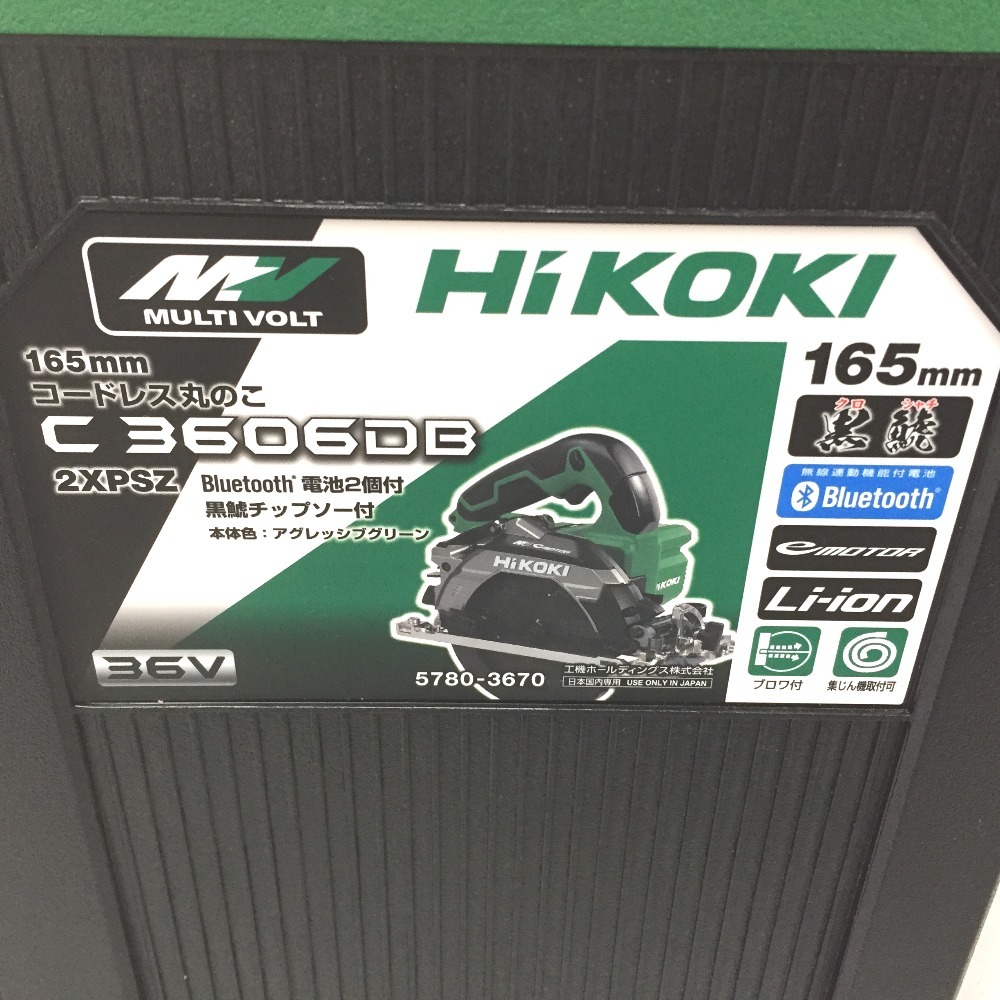 MV
MULTI VOLT
HiKOKI
165mm
コードレス丸のこ
C 3606DB
2XPSZ Bluetooth® 電池2個付
黒鯱チップソー付
本体色：アグレッシブグリーン
36V
HiKOKI
HiKOKI
5780-3670
工機ホールディングス株式会社
日本国内専用 USE ONLY IN JAPAN
165mm
クロ シャチ
黒鯱
無線連動機能付電池
Bluetooth®
e MOTOR
Li-ion
ブロワ付
集じん機取付可